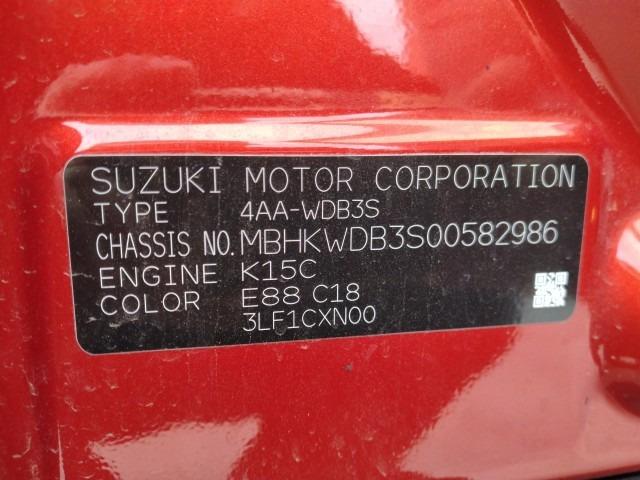 SUZUKI MOTOR CORPORATION
TYPE 4AA-WDB3S
CHASSIS NO. MBHKWDB3S00582986
ENGINE K15C
COLOR E88 C18
3LF1CXN00